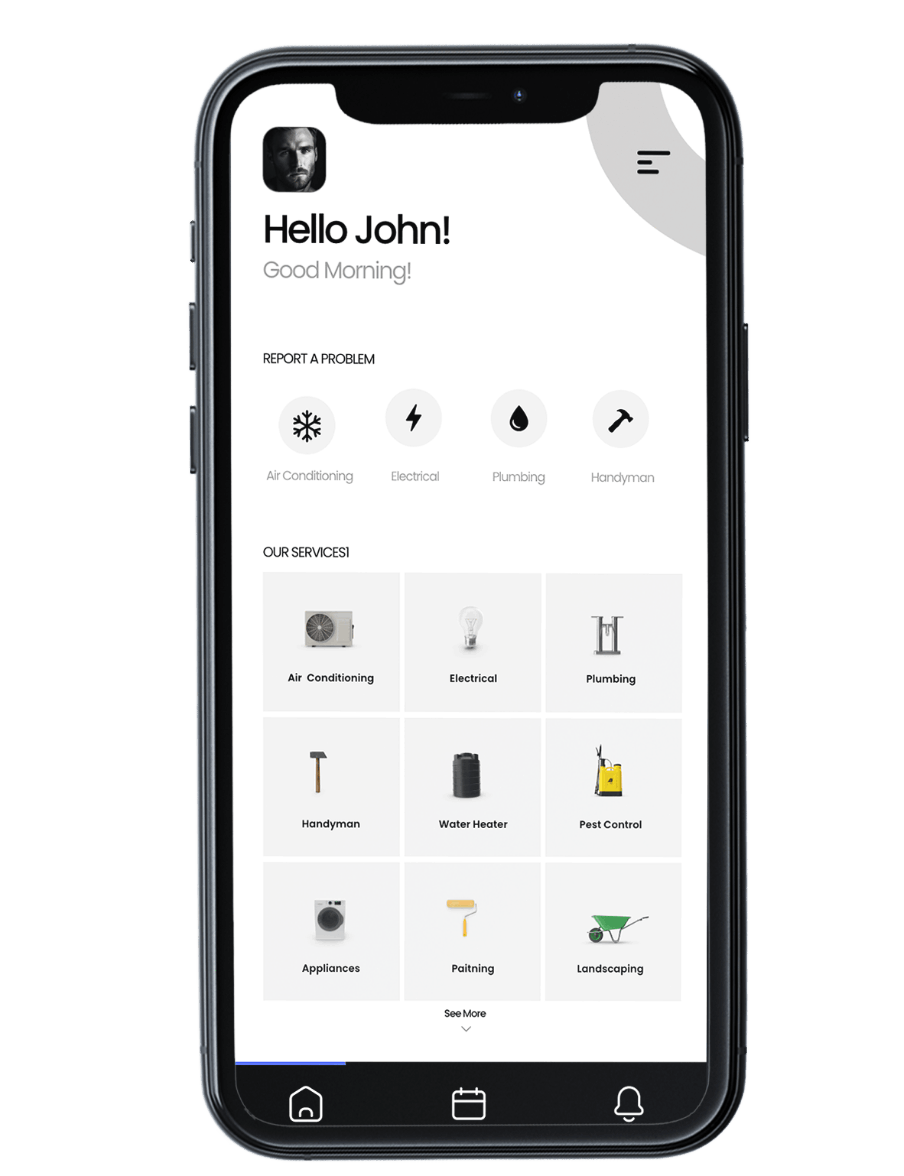 Hello John!
Good Morning!
REPORT A PROBLEM
Air Conditioning Electrical Plumbing Handyman
OUR SERVICES1
Air Conditioning Electrical Plumbing
Handyman Water Heater Pest Control
Appliances Paitning Landscaping
See More